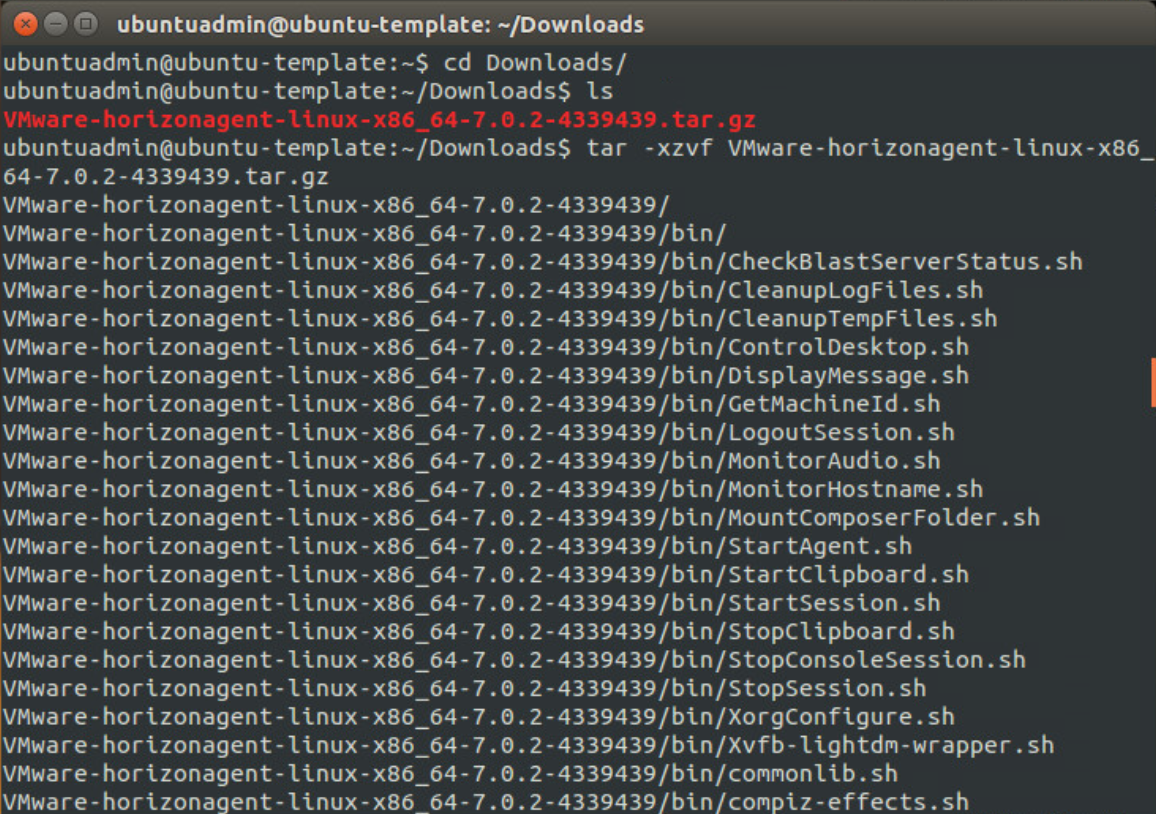 ubuntuadmin@ubuntu-template: ~/Downloads
ubuntuadmin@ubuntu-template:~$ cd Downloads/
ubuntuadmin@ubuntu-template:~/Downloads$ ls
VMware-horizonagent-linux-x86_64-7.0.2-4339439.tar.gz
ubuntuadmin@ubuntu-template:~/Downloads$ tar -xzvf VMware-horizonagent-linux-x86_
64-7.0.2-4339439.tar.gz
VMware-horizonagent-linux-x86_64-7.0.2-4339439/
VMware-horizonagent-linux-x86_64-7.0.2-4339439/bin/
VMware-horizonagent-linux-x86_64-7.0.2-4339439/bin/CheckBlastServerStatus.sh
VMware-horizonagent-linux-x86_64-7.0.2-4339439/bin/CleanupLogFiles.sh
VMware-horizonagent-linux-x86_64-7.0.2-4339439/bin/CleanupTempFiles.sh
VMware-horizonagent-linux-x86_64-7.0.2-4339439/bin/ControlDesktop.sh
VMware-horizonagent-linux-x86_64-7.0.2-4339439/bin/DisplayMessage.sh
VMware-horizonagent-linux-x86_64-7.0.2-4339439/bin/GetMachineId.sh
VMware-horizonagent-linux-x86_64-7.0.2-4339439/bin/LogoutSession.sh
VMware-horizonagent-linux-x86_64-7.0.2-4339439/bin/MonitorAudio.sh
VMware-horizonagent-linux-x86_64-7.0.2-4339439/bin/MonitorHostname.sh
VMware-horizonagent-linux-x86_64-7.0.2-4339439/bin/MountComposerFolder.sh
VMware-horizonagent-linux-x86_64-7.0.2-4339439/bin/StartAgent.sh
VMware-horizonagent-linux-x86_64-7.0.2-4339439/bin/StartClipboard.sh
VMware-horizonagent-linux-x86_64-7.0.2-4339439/bin/StartSession.sh
VMware-horizonagent-linux-x86_64-7.0.2-4339439/bin/StopClipboard.sh
VMware-horizonagent-linux-x86_64-7.0.2-4339439/bin/StopConsoleSession.sh
VMware-horizonagent-linux-x86_64-7.0.2-4339439/bin/StopSession.sh
VMware-horizonagent-linux-x86_64-7.0.2-4339439/bin/XorgConfigure.sh
VMware-horizonagent-linux-x86_64-7.0.2-4339439/bin/Xvfb-lightdm-wrapper.sh
VMware-horizonagent-linux-x86_64-7.0.2-4339439/bin/commonlib.sh
VMware-horizonagent-linux-x86_64-7.0.2-4339439/bin/compiz-effects.sh